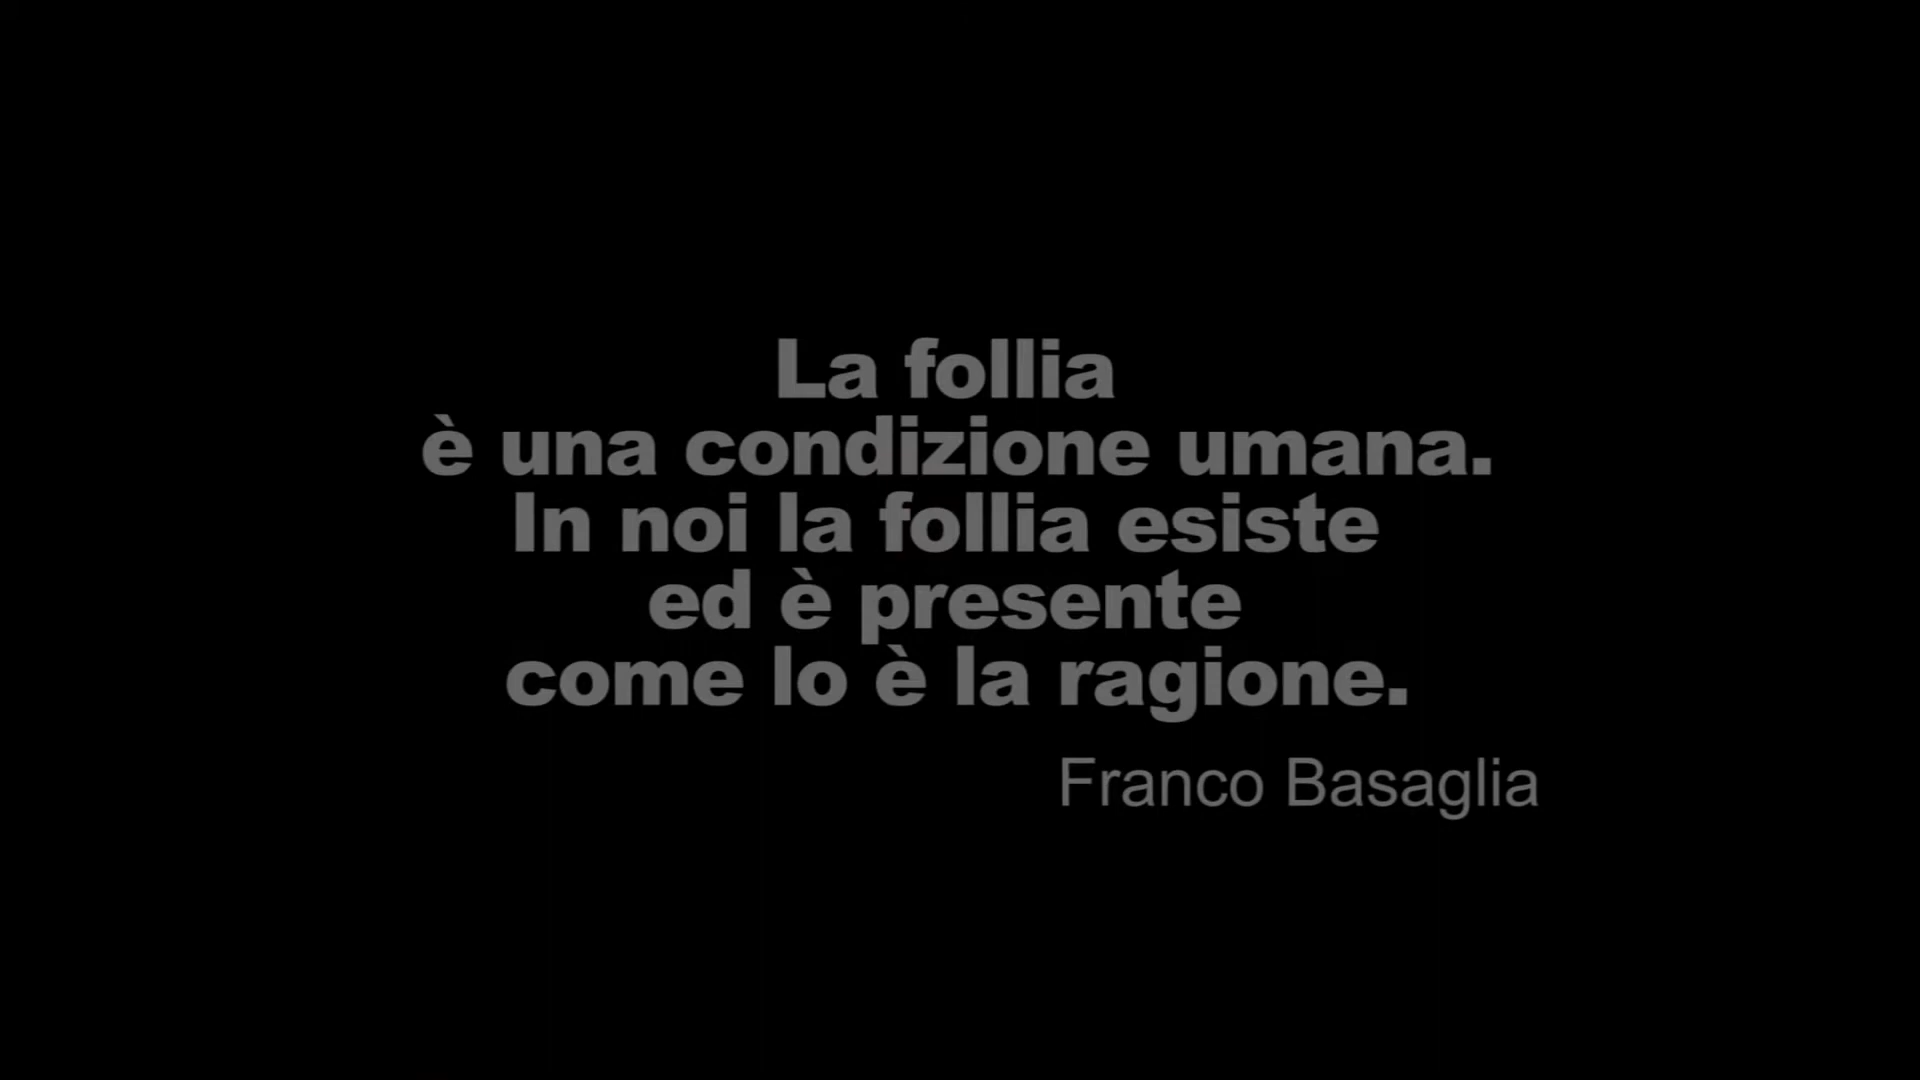 La follia
è una condizione umana.
In noi la follia esiste
ed è presente
come lo è la ragione.
Franco Basaglia